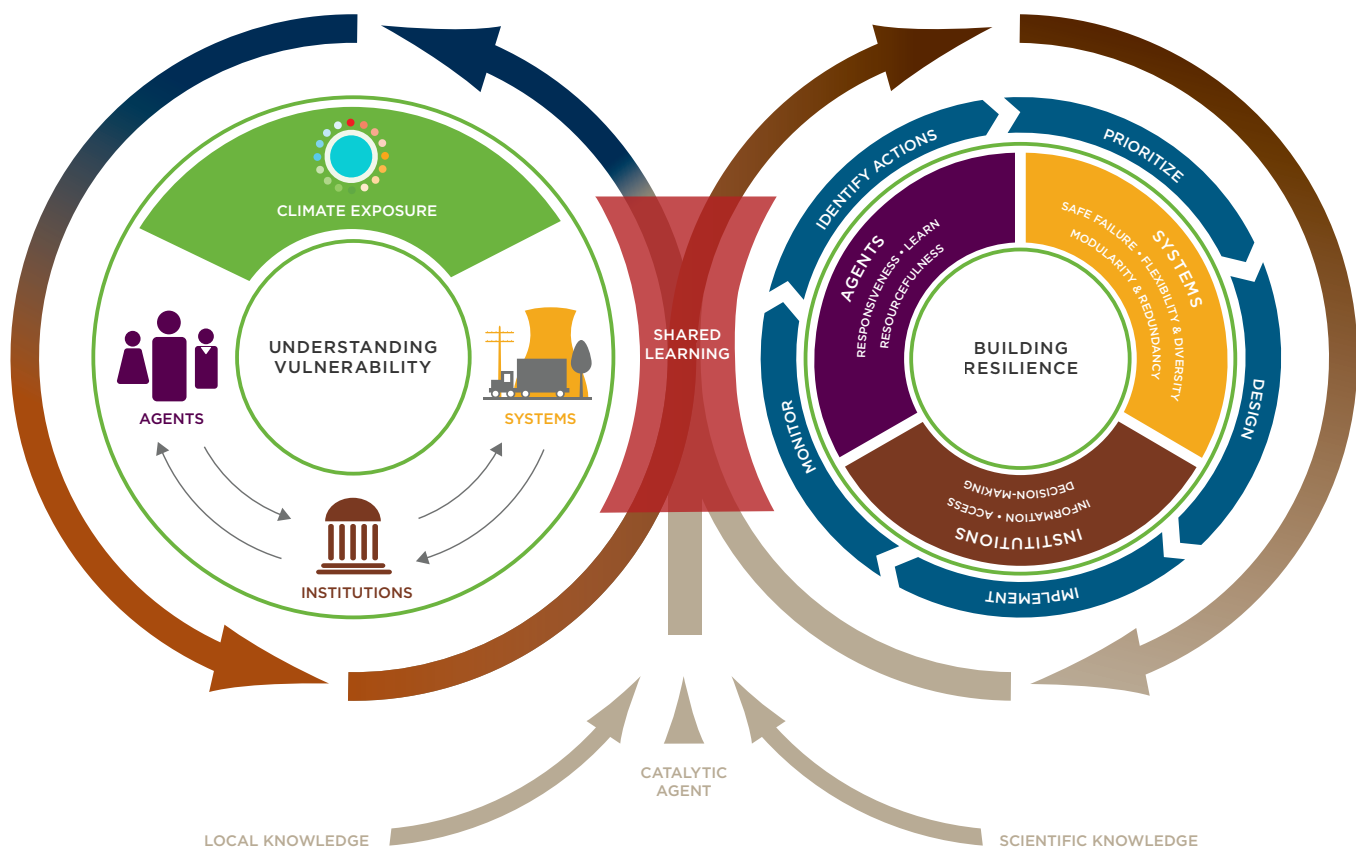 CLIMATE EXPOSURE
AGENTS
UNDERSTANDING
VULNERABILITY
SYSTEMS
INSTITUTIONS
SHARED
LEARNING
IDENTIFY ACTIONS
PRIORITIZE
DESIGN
IMPLEMENT
MONITOR
AGENTS
RESPONSIVENESS • LEARN
RESOURCEFULNESS
SYSTEMS
SAFE FAILURE • FLEXIBILITY & DIVERSITY
MODULARITY & REDUNDANCY
INSTITUTIONS
INFORMATION • ACCESS
DECISION-MAKING
BUILDING
RESILIENCE
CATALYTIC
AGENT
LOCAL KNOWLEDGE
SCIENTIFIC KNOWLEDGE